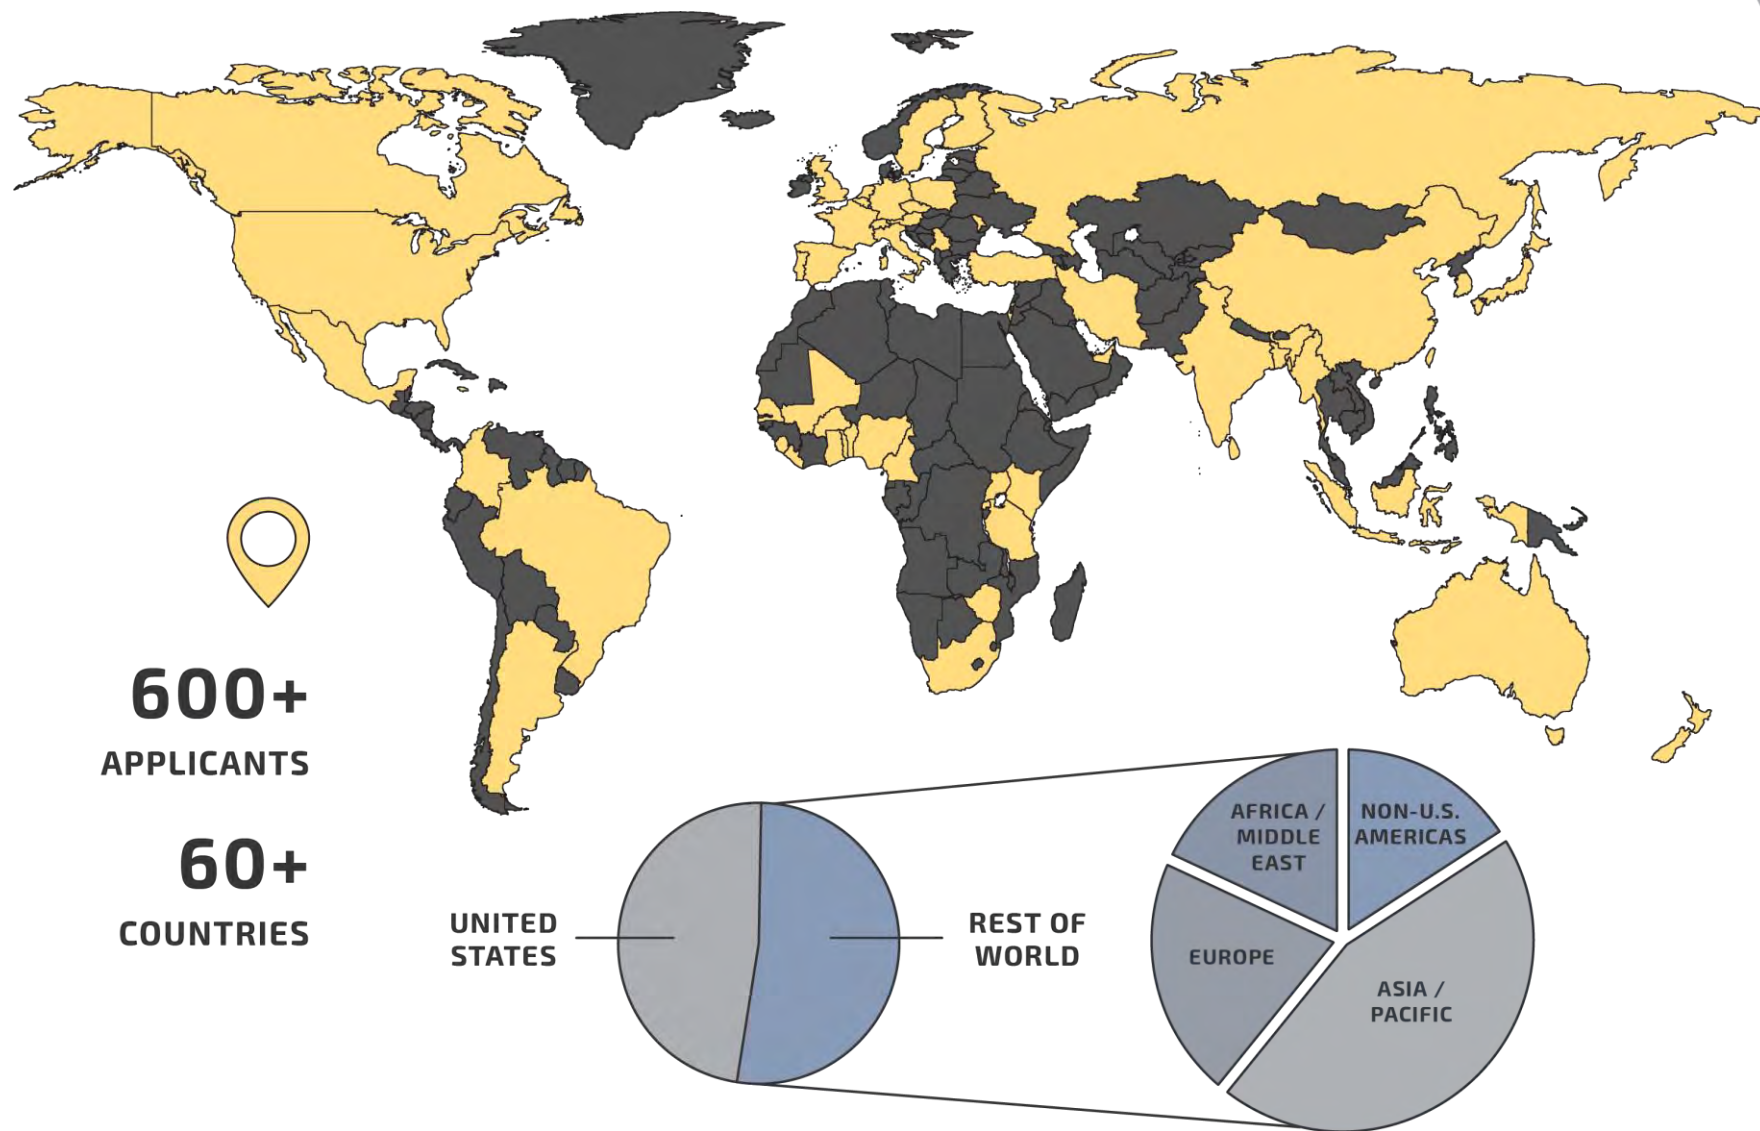 600+
APPLICANTS
60+
COUNTRIES
UNITED
STATES
REST OF
WORLD
AFRICA /
MIDDLE
EAST
NON-U.S.
AMERICAS
EUROPE
ASIA /
PACIFIC